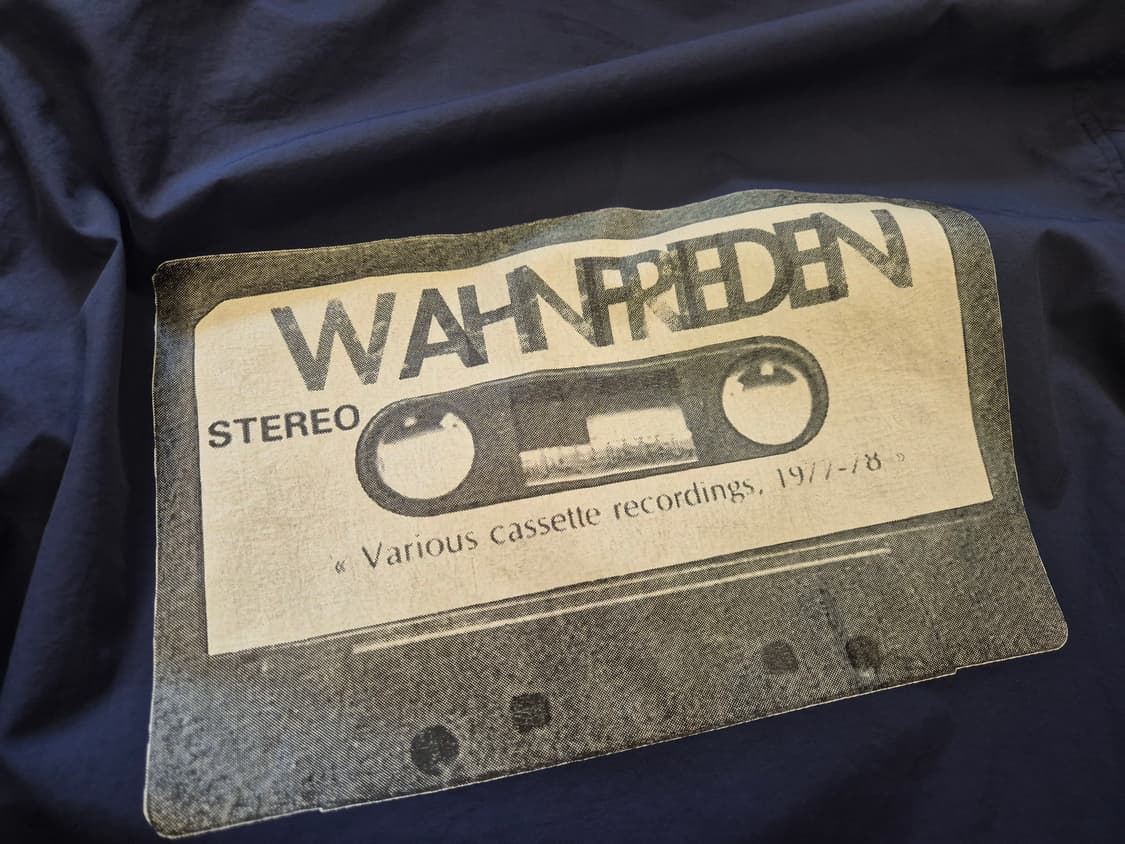 WAHNFRIEDEN
STEREO
« Various cassette recordings, 1977-78 »